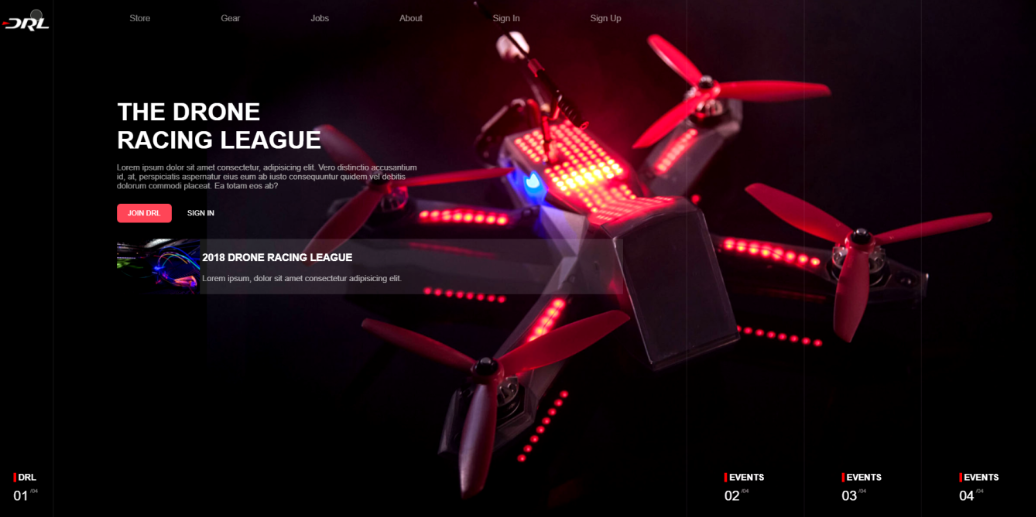 DRL
Store
Gear
Jobs
About
Sign In
Sign Up
THE DRONE
RACING LEAGUE
Lorem ipsum dolor sit amet consectetur, adipisicing elit. Vero distinctio accusantium
id, at, perspiciatis aspernatur eius eum ab iusto consequuntur quidem vel debitis
dolorum commodi placeat. Ea totam eos ab?
JOIN DRL
SIGN IN
2018 DRONE RACING LEAGUE
Lorem ipsum, dolor sit amet consectetur adipisicing elit.
DRL
01 /04
EVENTS
02 /04
EVENTS
03 /04
EVENTS
04 /04